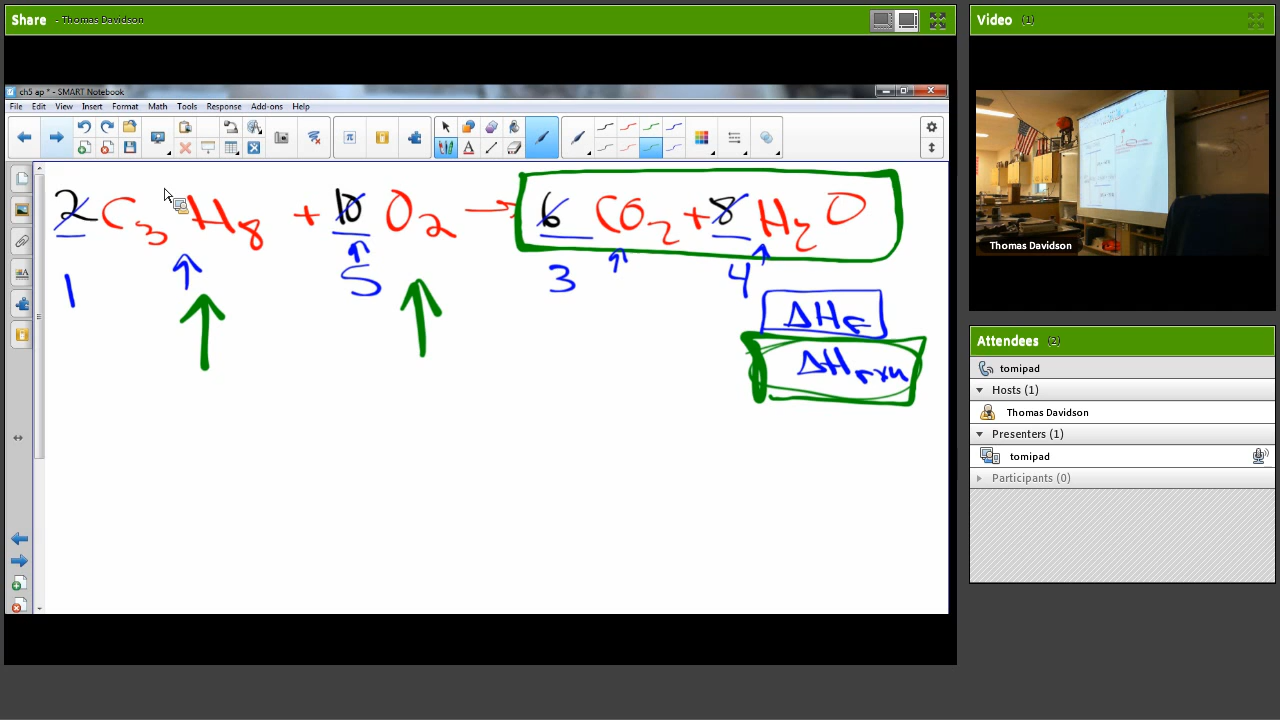 Share - Thomas Davidson
Video (1)
ch5 ap * - SMART Notebook
File Edit View Insert Format Math Tools Response Add-ons Help
2 C3H8 + 10 O2 → 6 CO2 + 8 H2O
1 5 3 4
ΔHf
ΔHrxn
Thomas Davidson
Attendees (2)
tomipad
Hosts (1)
Thomas Davidson
Presenters (1)
tomipad
Participants (0)